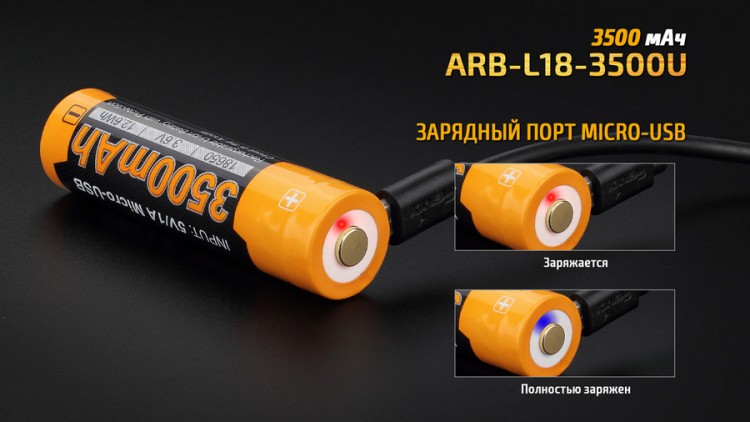 3500 мАч
ARB-L18-3500U
ЗАРЯДНЫЙ ПОРТ MICRO-USB
Заряжается
Полностью заряжен
18650 3.6V 12.6Wh
3500mAh
INPUT: 5V/1A Micro-USB